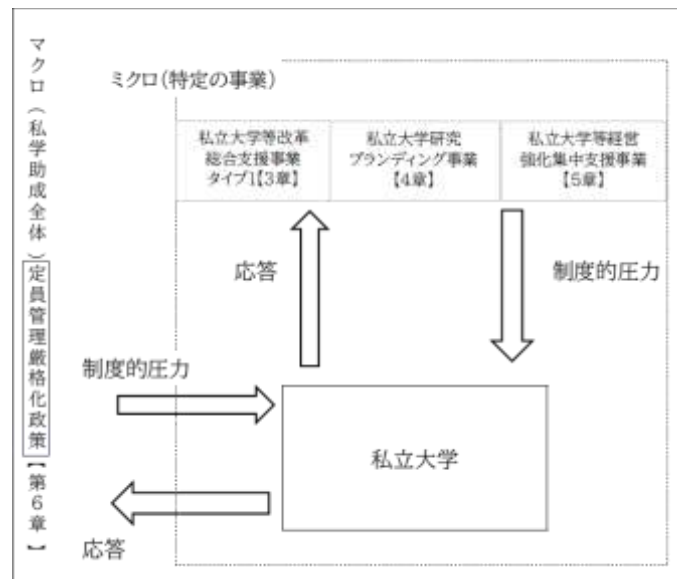 マクロ(私学助成全体)定員管理厳格化政策【第6章】
ミクロ(特定の事業)
私立大学等改革
総合支援事業
タイプ1【3章】
私立大学研究
ブランディング事業
【4章】
私立大学等経営
強化集中支援事業
【5章】
応答
制度的圧力
制度的圧力
私立大学
応答